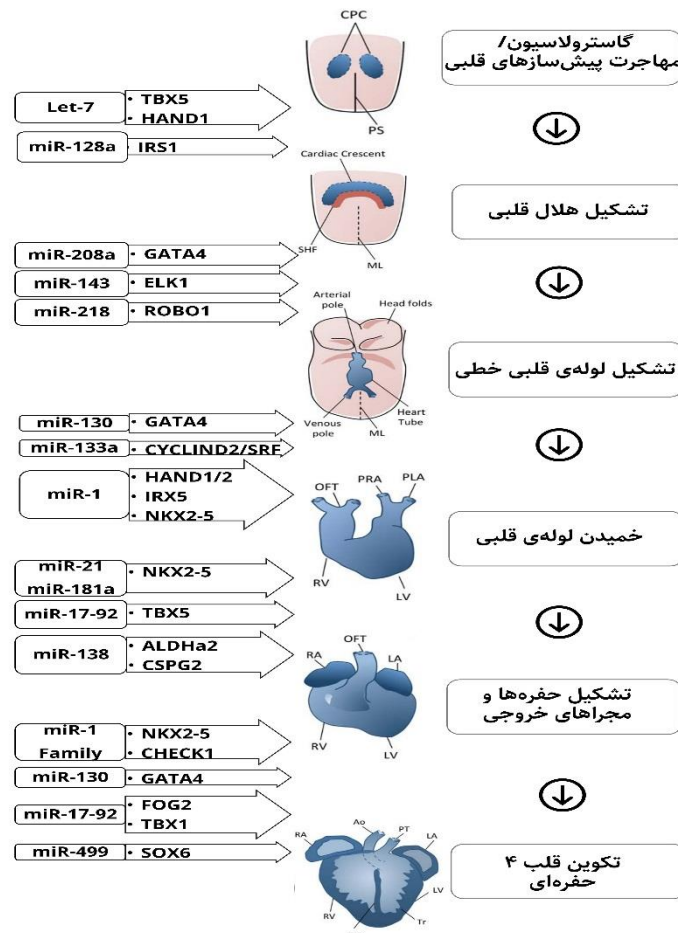 CPC
PS
گاسترولاسیون/
مهاجرت پیش‌سازهای قلبی
Let-7
• TBX5
• HAND1
miR-128a
• IRS1
Cardiac Crescent
SHF
ML
تشکیل هلال قلبی
miR-208a
• GATA4
miR-143
• ELK1
miR-218
• ROBO1
Arterial
pole
Head folds
Venous
pole
ML
Heart
Tube
تشکیل لوله‌ی قلبی خطی
miR-130
• GATA4
miR-133a
• CYCLIND2/SRF
miR-1
• HAND1/2
• IRX5
• NKX2-5
OFT
PRA
PLA
RV
LV
خمیدن لوله‌ی قلبی
miR-21
miR-181a
• NKX2-5
miR-17-92
• TBX5
miR-138
• ALDHa2
• CSPG2
OFT
RA
LA
RV
LV
تشکیل حفره‌ها و
مجراهای خروجی
miR-1
Family
• NKX2-5
• CHECK1
miR-130
• GATA4
miR-17-92
• FOG2
• TBX1
miR-499
• SOX6
Ao
PT
RA
LA
RV
LV
Tr
تکوین قلب ۴
حفره‌ای